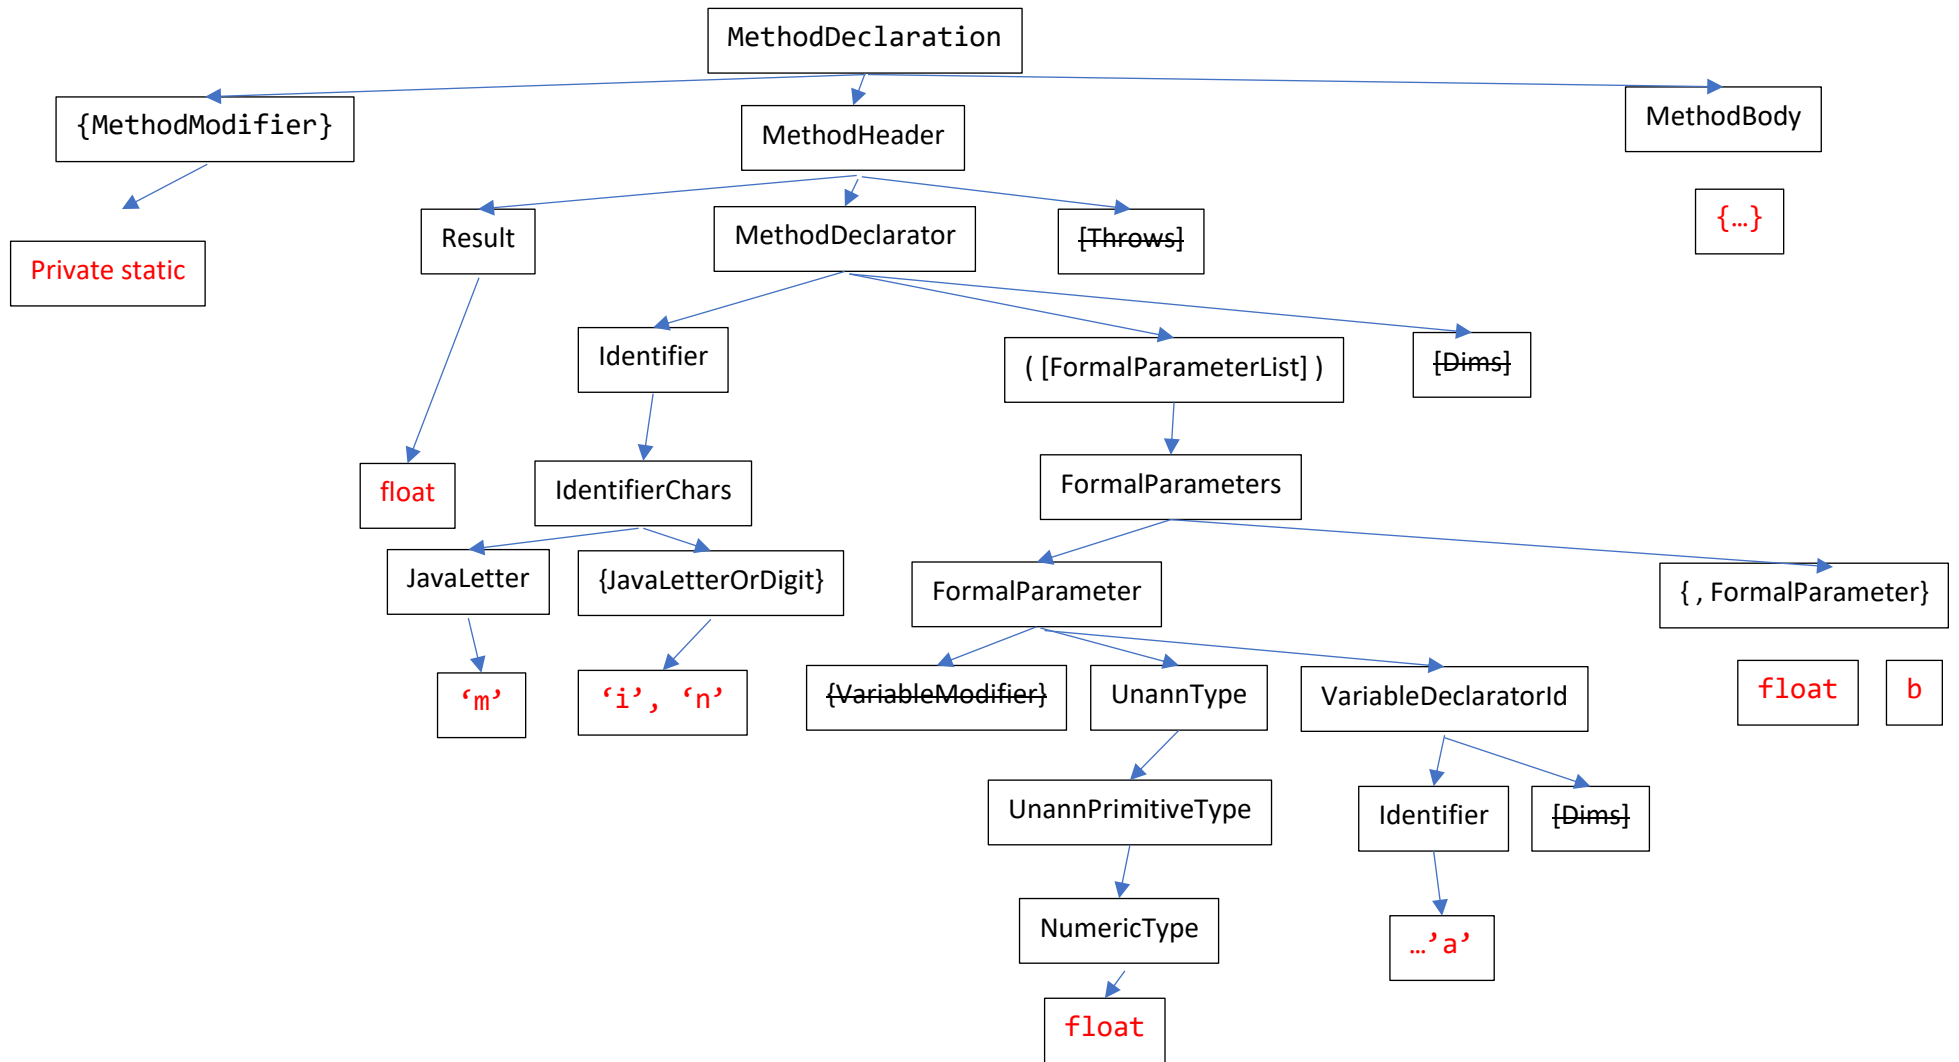 MethodDeclaration
{MethodModifier}
MethodHeader
MethodBody
Private static
Result
MethodDeclarator
[Throws]
{…}
Identifier
( [FormalParameterList] )
[Dims]
float
IdentifierChars
FormalParameters
JavaLetter
{JavaLetterOrDigit}
FormalParameter
{ , FormalParameter}
‘m’
‘i’, ‘n’
{VariableModifier}
UnannType
VariableDeclaratorId
float
b
UnannPrimitiveType
Identifier
[Dims]
NumericType
…’a’
float